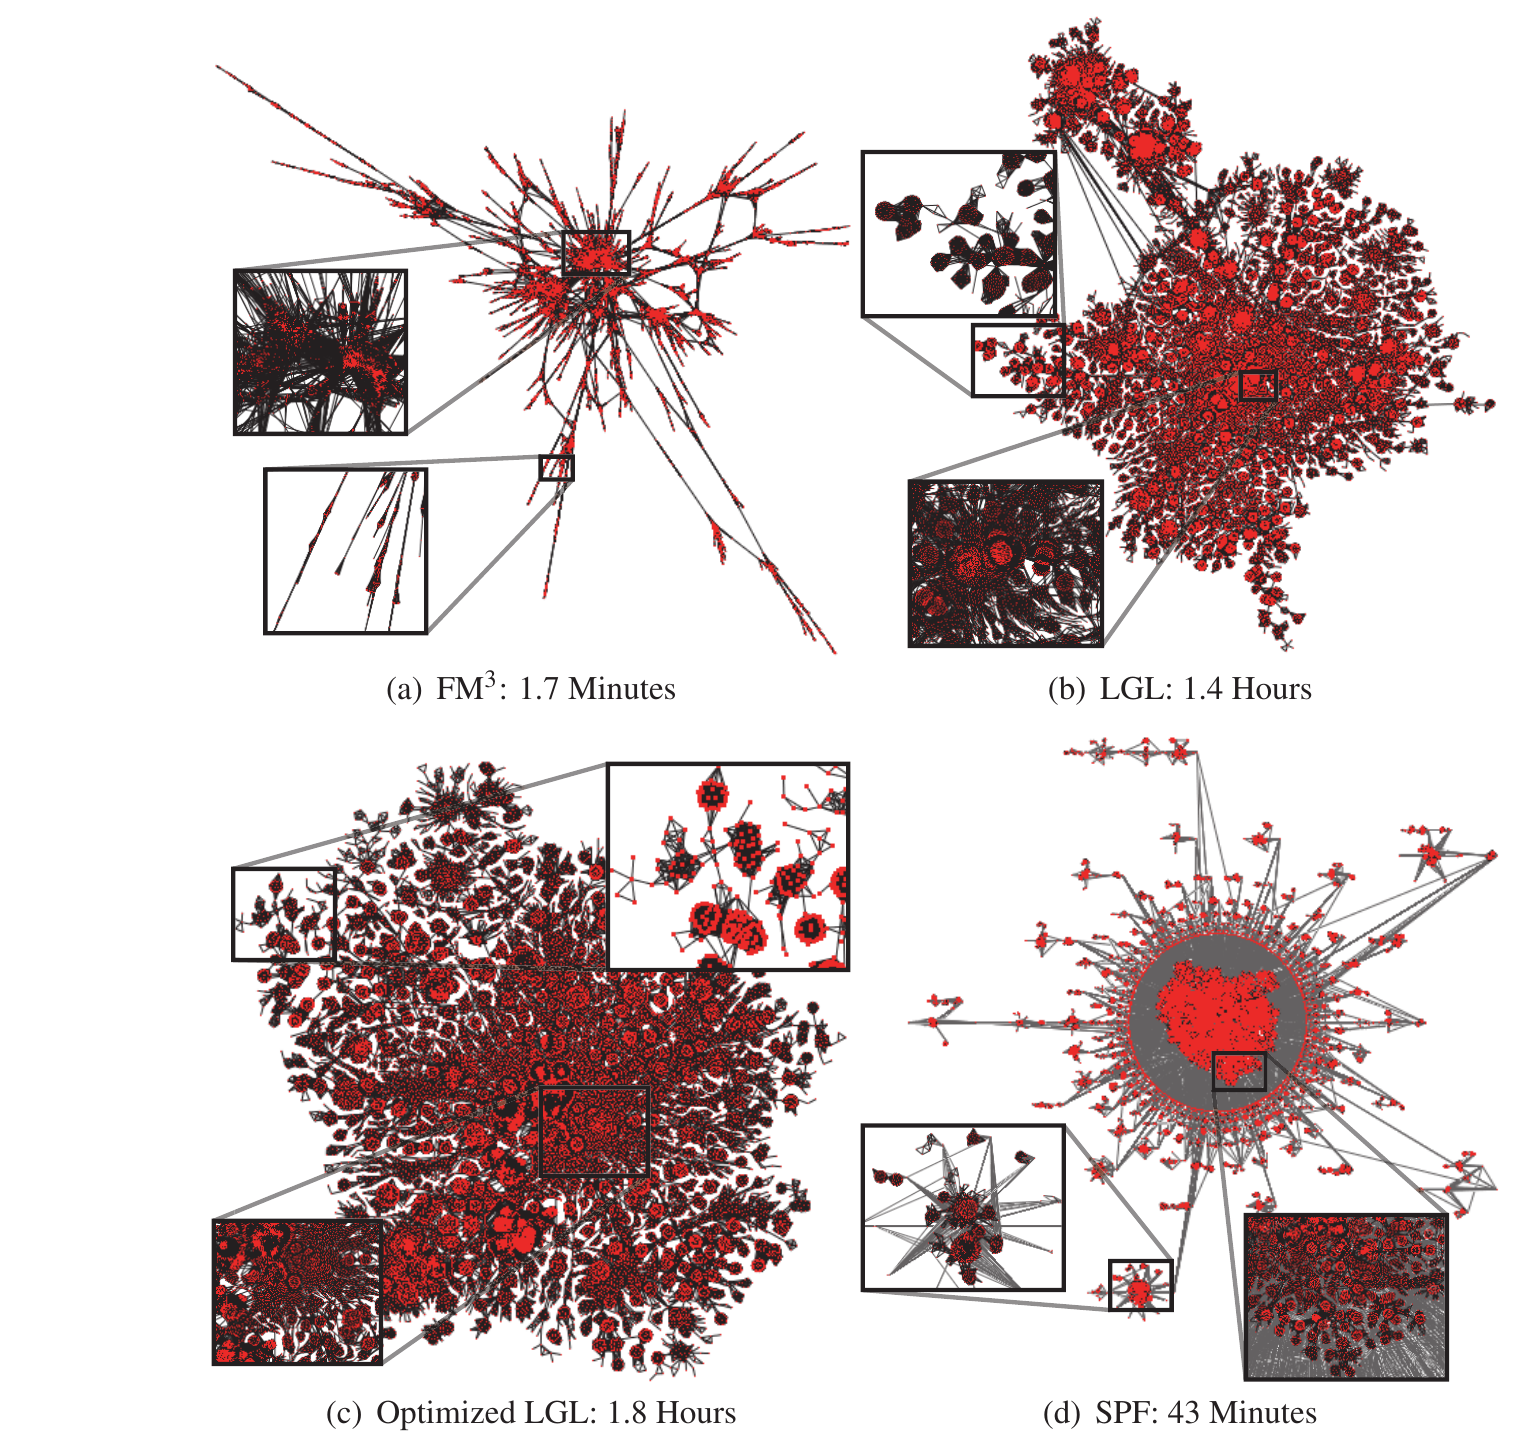 (a) FM³: 1.7 Minutes
(b) LGL: 1.4 Hours
(c) Optimized LGL: 1.8 Hours
(d) SPF: 43 Minutes